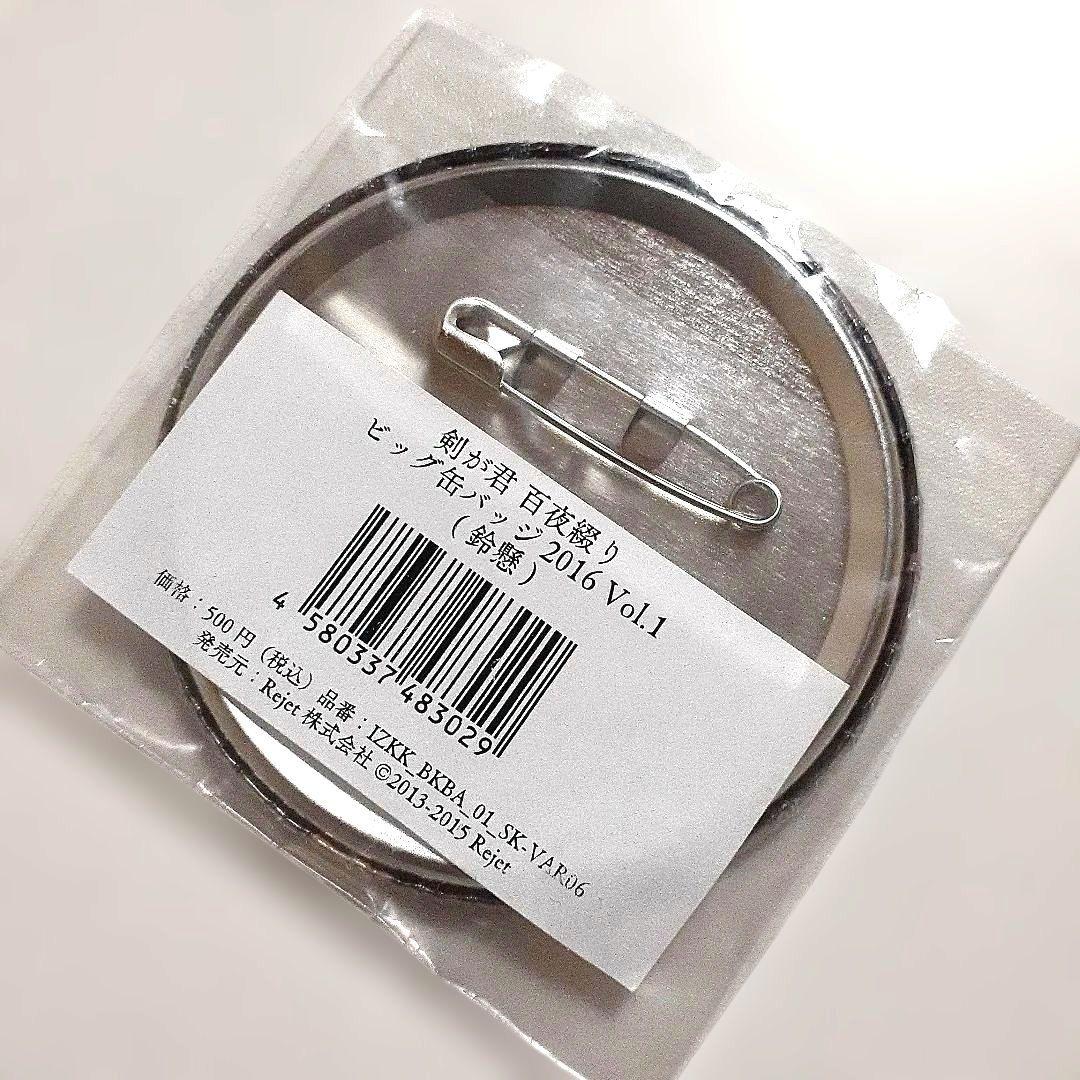 剣が君 百夜綴り
ビッグ缶バッジ 2016 Vol.1
（鈴懸）
4 580337 483029
価格：500円（税込）品番：IZKK_BKBA_01_SK-VAR06
発売元：Rejet 株式会社 ©2013-2015 Rejet